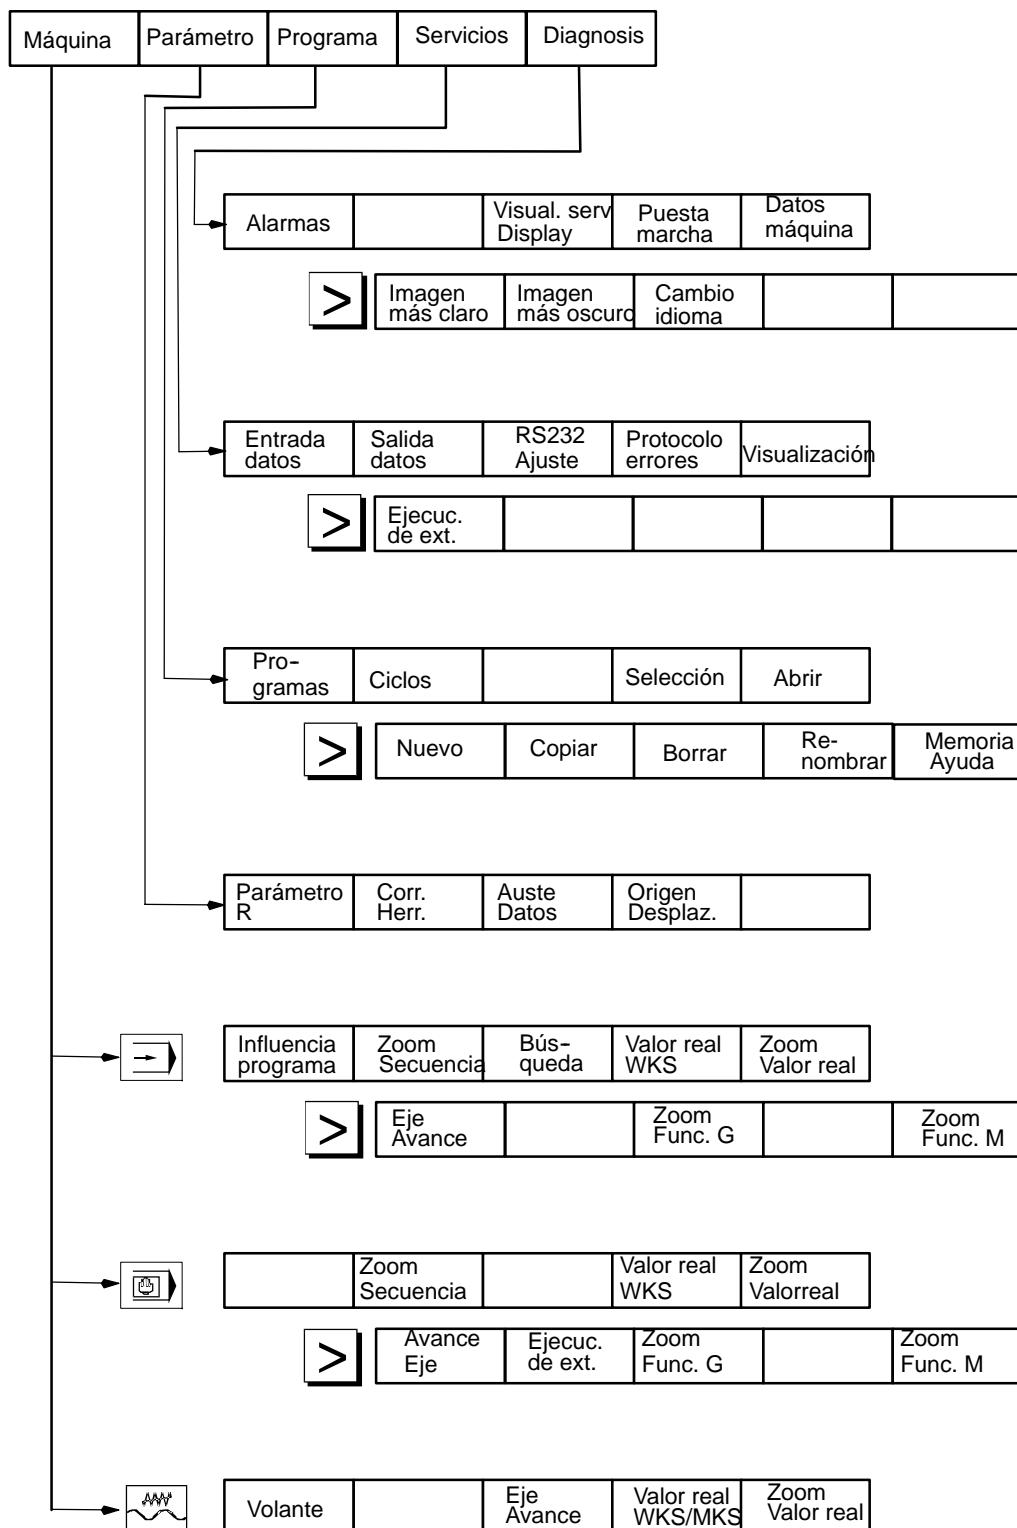 Máquina
Parámetro
Programa
Servicios
Diagnosis
Alarmas
Visual. serv
Display
Puesta
marcha
Datos
máquina
>
Imagen
más claro
Imagen
más oscuro
Cambio
idioma
Entrada
datos
Salida
datos
RS232
Ajuste
Protocolo
errores
Visualización
>
Ejecuc.
de ext.
Pro-
gramas
Ciclos
Selección
Abrir
>
Nuevo
Copiar
Borrar
Re-
nombrar
Memoria
Ayuda
Parámetro
R
Corr.
Herr.
Auste
Datos
Origen
Desplaz.
Influencia
programa
Zoom
Secuencia
Bús-
queda
Valor real
WKS
Zoom
Valor real
>
Eje
Avance
Zoom
Func. G
Zoom
Func. M
Zoom
Secuencia
Valor real
WKS
Zoom
Valorreal
>
Avance
Eje
Ejecuc.
de ext.
Zoom
Func. G
Zoom
Func. M
Volante
Eje
Avance
Valor real
WKS/MKS
Zoom
Valor real